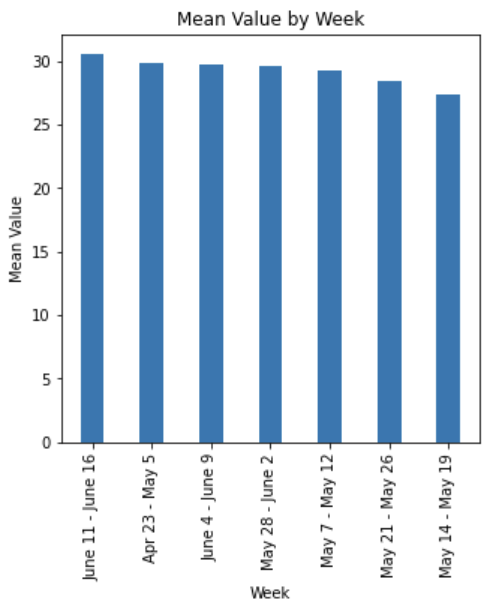 Mean Value by Week
Mean Value
30
25
20
15
10
5
0
June 11 - June 16
Apr 23 - May 5
June 4 - June 9
May 28 - June 2
May 7 - May 12
May 21 - May 26
May 14 - May 19
Week